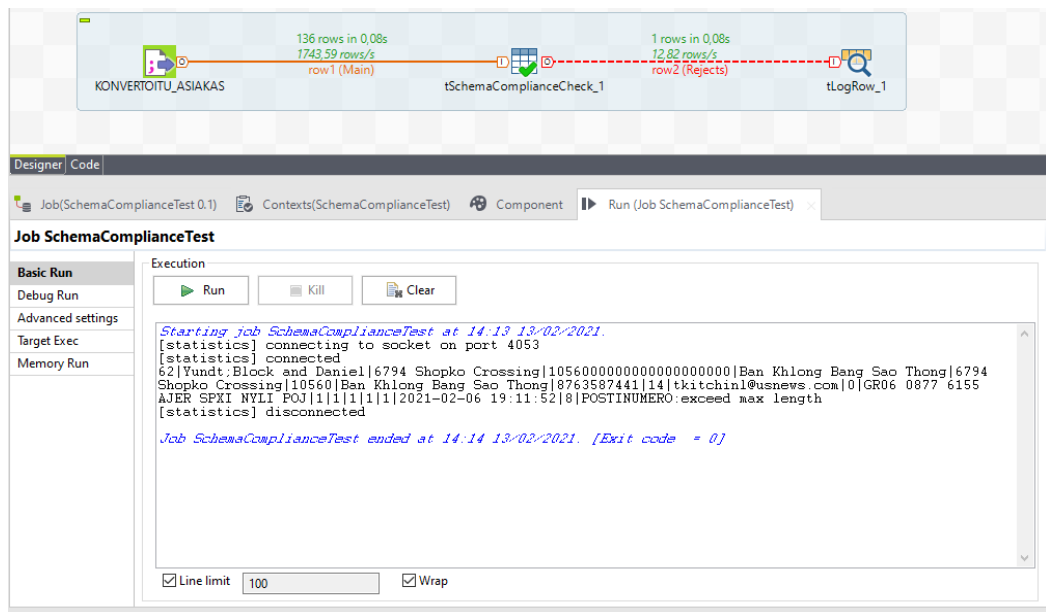 136 rows in 0,08s
1743,59 rows/s
row1 (Main)
1 rows in 0,08s
12,82 rows/s
row2 (Rejects)
KONVERTOITU_ASIAKAS
tSchemaComplianceCheck_1
tLogRow_1
Designer Code
Job(SchemaComplianceTest 0.1) Contexts(SchemaComplianceTest) Component Run (Job SchemaComplianceTest)
Job SchemaComplianceTest
Basic Run
Debug Run
Advanced settings
Target Exec
Memory Run
Execution
Run Kill Clear
Starting job SchemaComplianceTest at 14:13 13/02/2021.
[statistics] connecting to socket on port 4053
[statistics] connected
62|Yundt;Block and Daniel|6794 Shopko Crossing|10560000000000000000000|Ban Khlong Bang Sao Thong|6794
Shopko Crossing|10560|Ban Khlong Bang Sao Thong|8763587441|14|tkitchinl@usnews.com|0|GR06 0877 6155
AJER SPXI NYLI POJ|1|1|1|1|1|2021-02-06 19:11:52|8|POSTINUMERO:exceed max length
[statistics] disconnected
Job SchemaComplianceTest ended at 14:14 13/02/2021. [Exit code = 0]
Line limit 100 Wrap